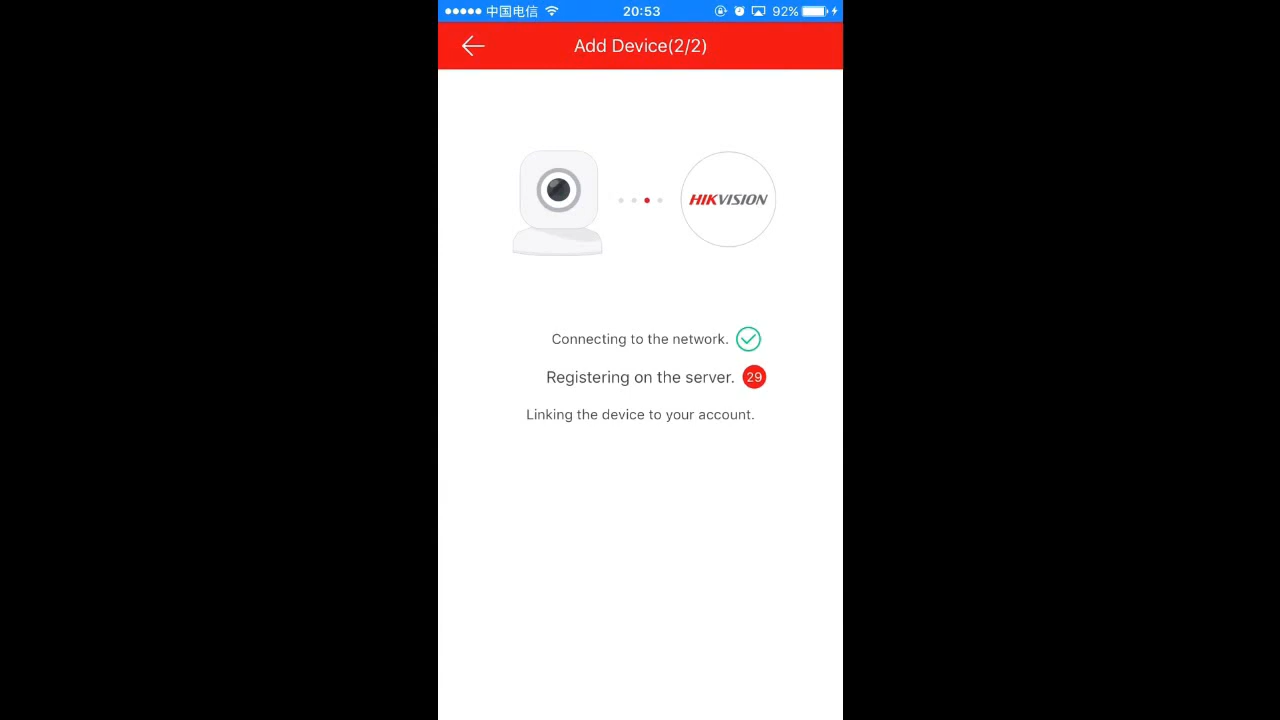 中国电信 20:53 92%
Add Device(2/2)
HIKVISION
Connecting to the network.
Registering on the server. 29
Linking the device to your account.